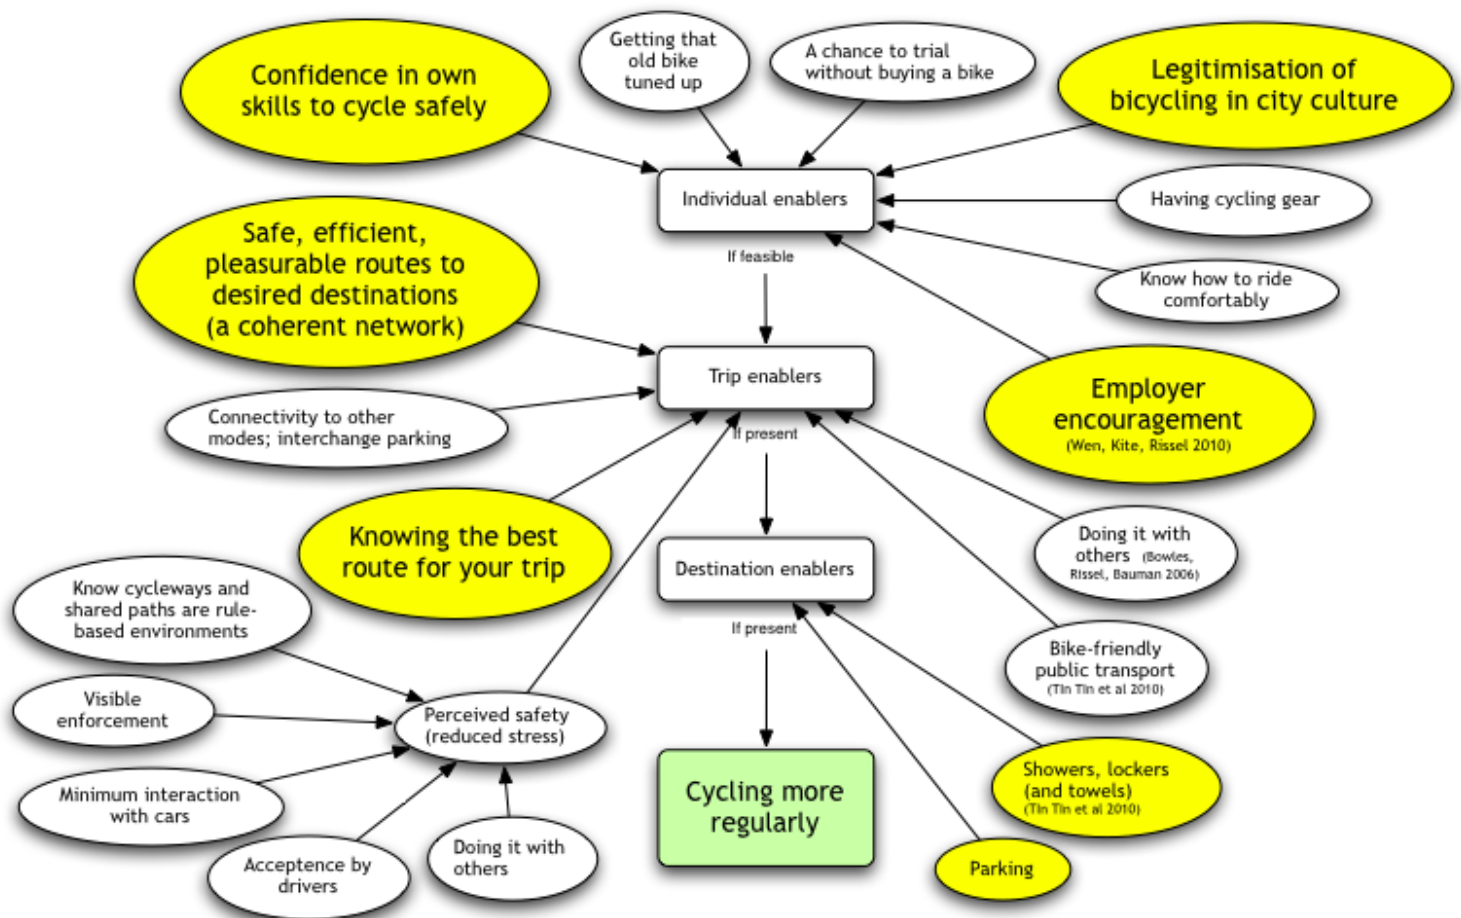 Confidence in own
skills to cycle safely
Getting that
old bike
tuned up
A chance to trial
without buying a bike
Legitimisation of
bicycling in city culture
Individual enablers
Having cycling gear
Know how to ride
comfortably
If feasible
Safe, efficient,
pleasurable routes to
desired destinations
(a coherent network)
Trip enablers
Employer
encouragement
(Wen, Kite, Rissel 2010)
Connectivity to other
modes; interchange parking
If present
Knowing the best
route for your trip
Destination enablers
Doing it with
others (Bowles,
Rissel, Bauman 2006)
Know cycleways and
shared paths are rule-
based environments
If present
Bike-friendly
public transport
(Tin Tin et al 2010)
Visible
enforcement
Perceived safety
(reduced stress)
Minimum interaction
with cars
Cycling more
regularly
Showers, lockers
(and towels)
(Tin Tin et al 2010)
Acceptence by
drivers
Doing it with
others
Parking